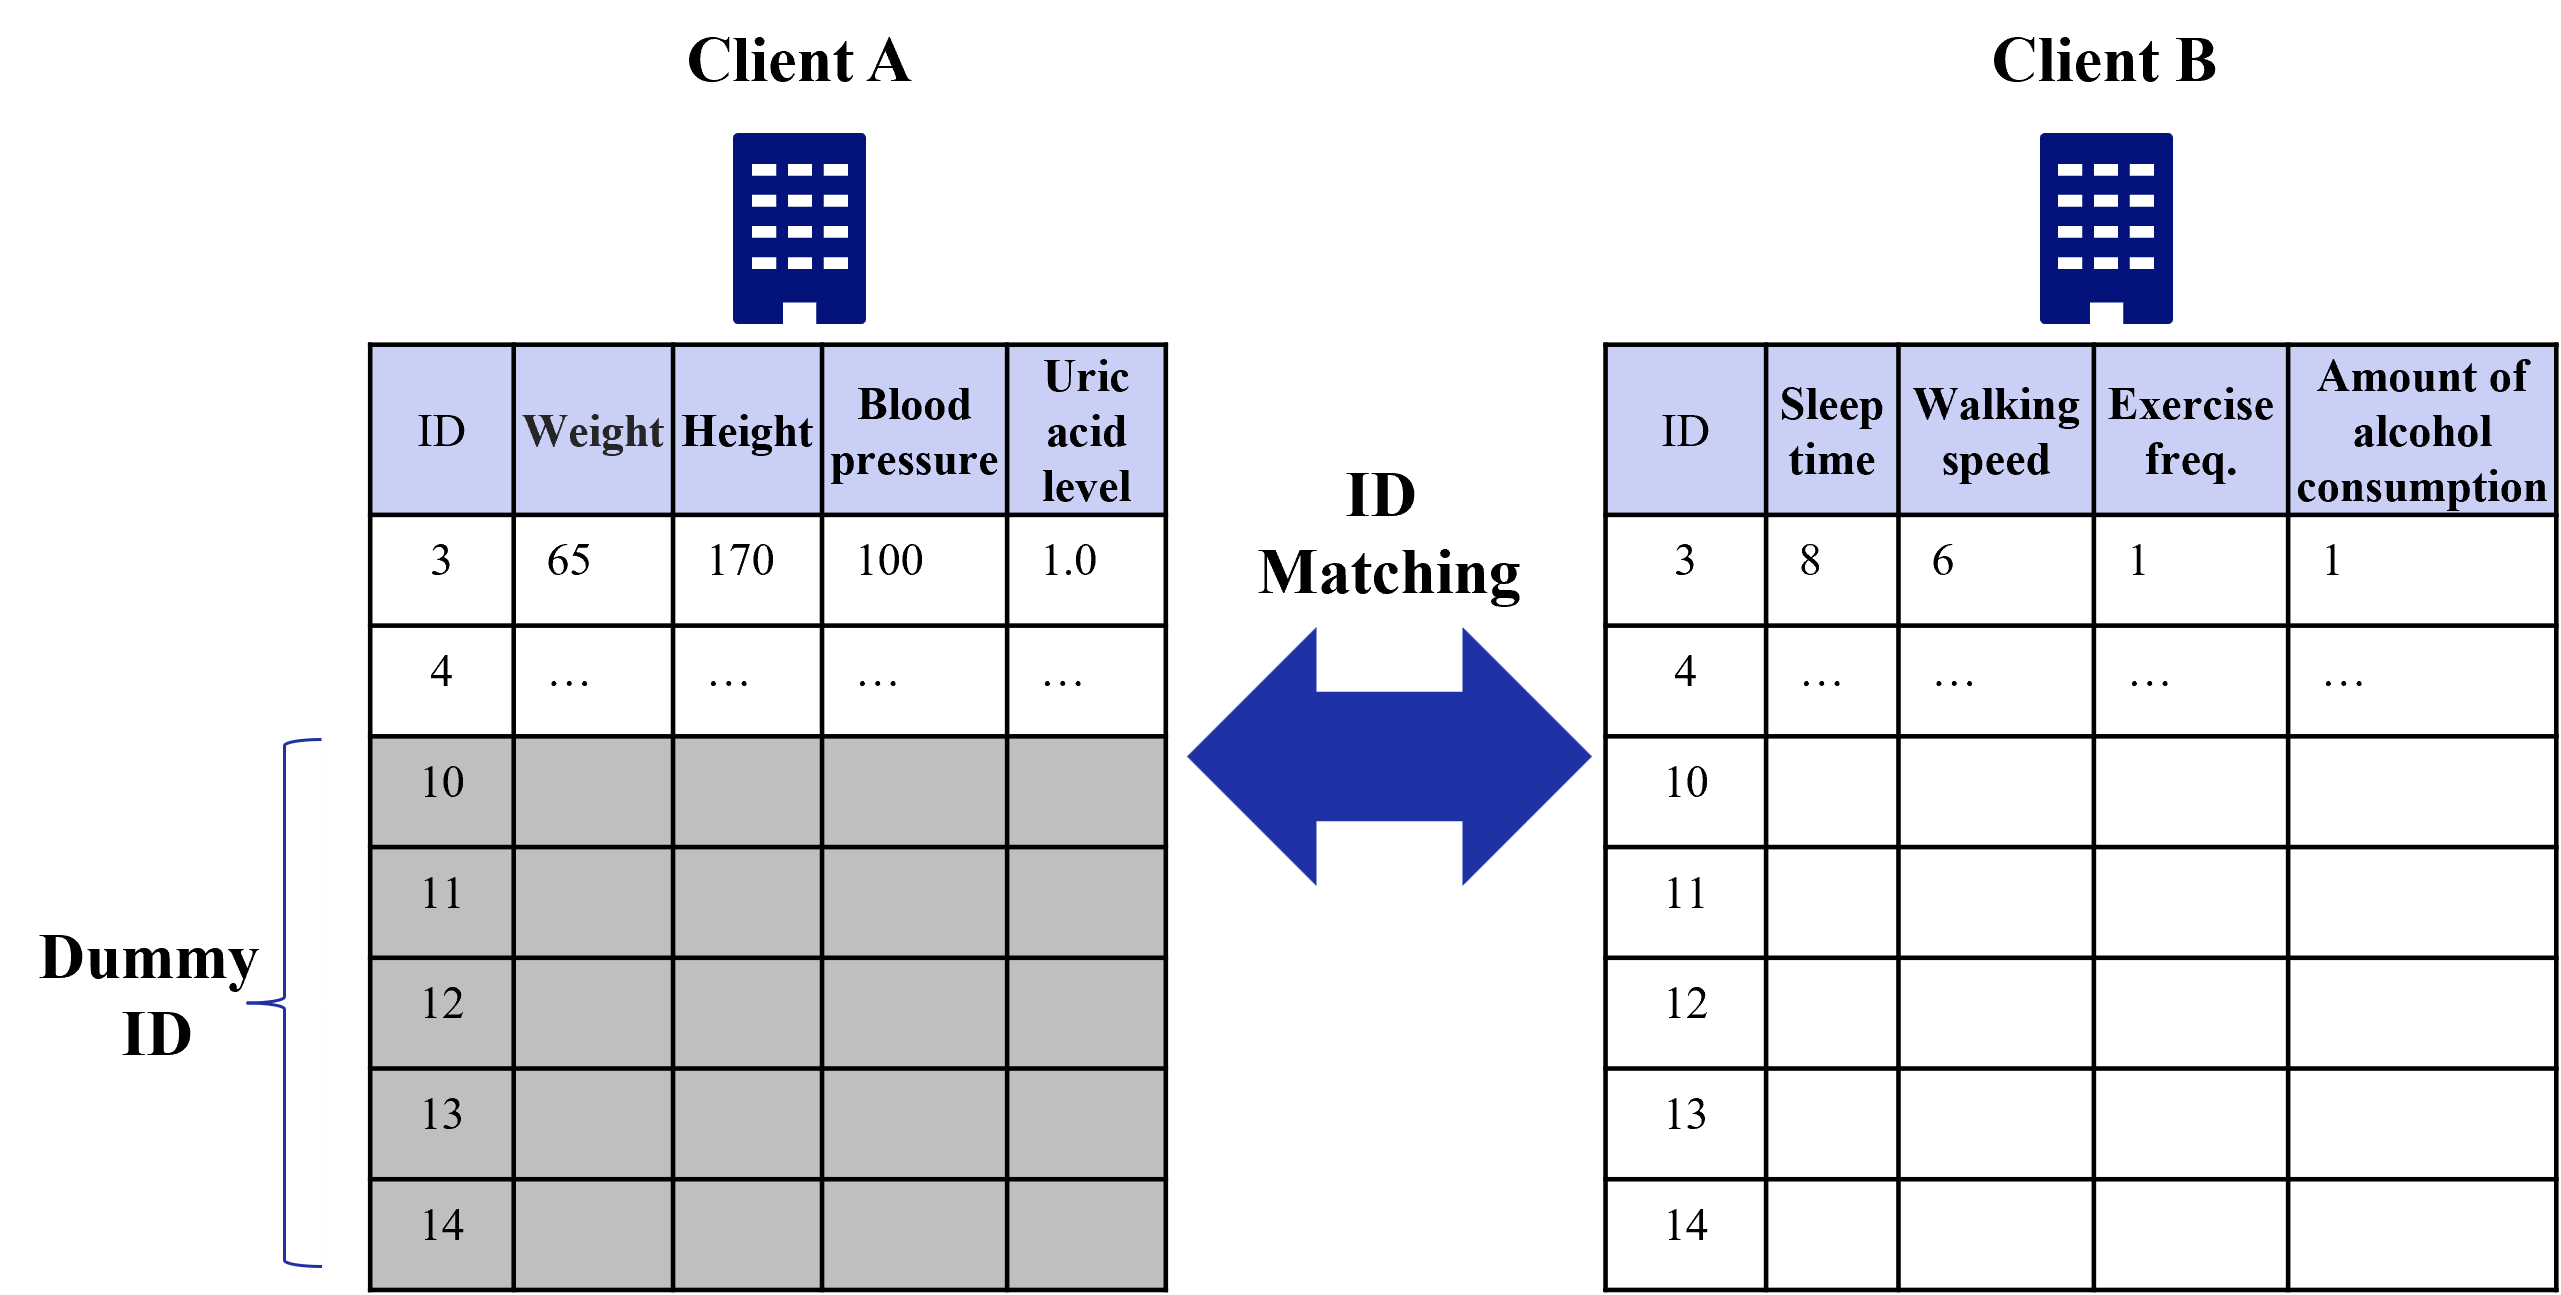 Client A
Client B
ID
Weight
Height
Blood
pressure
Uric
acid
level
3
65
170
100
1.0
4
…
…
…
…
10
11
12
13
14
Dummy
ID
ID
Matching
ID
Sleep
time
Walking
speed
Exercise
freq.
Amount of
alcohol
consumption
3
8
6
1
1
4
…
…
…
…
10
11
12
13
14